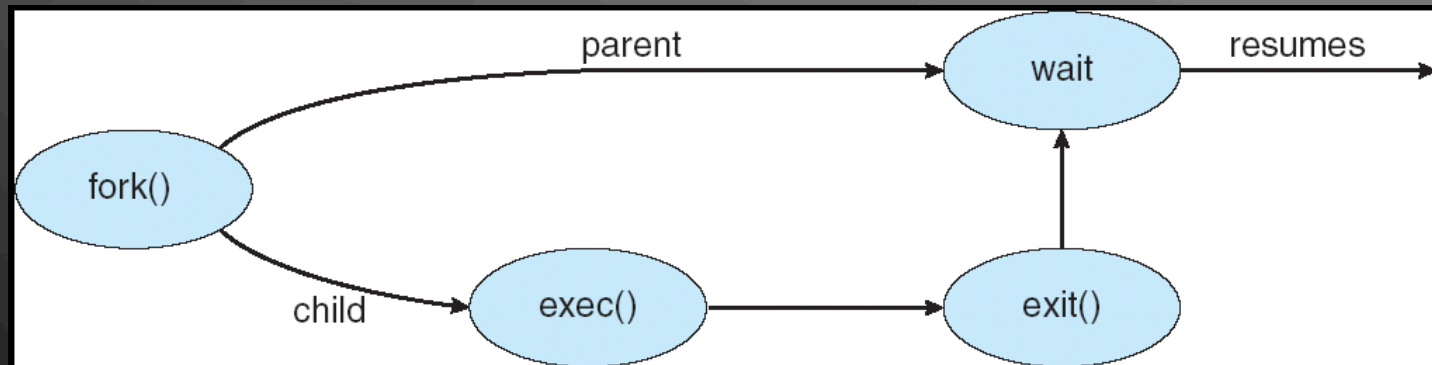 parent
wait
resumes
fork()
child
exec()
exit()